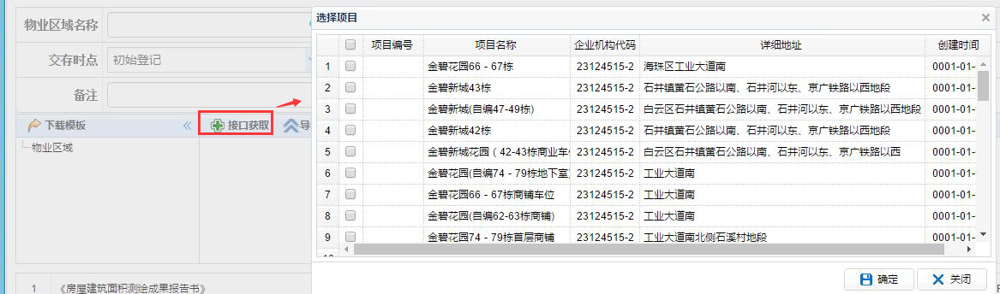 物业区域名称
交存时点 初始登记
备注
下载模板 《 接口获取 导
物业区域
1 《房屋建筑面积测绘成果报告书》
选择项目
项目编号 项目名称 企业机构代码 详细地址 创建时间
1 金碧花园66－67栋 23124515-2 海珠区工业大道南 0001-01-
2 金碧新城43栋 23124515-2 石井镇黄石公路以南、石井河以东、京广铁路以西地段 0001-01-
3 金碧新城(自编47-49栋) 23124515-2 白云区石井镇黄石公路以南、石井河以东、京广铁路以西地段 0001-01-
4 金碧新城42栋 23124515-2 石井镇黄石公路以南、石井河以东、京广铁路以西地段 0001-01-
5 金碧新城花园（42-43栋商业车位 23124515-2 白云区石井镇黄石公路以南、石井河以东、京广铁路以西 0001-01-
6 金碧花园(自编74－79栋地下室 23124515-2 工业大道南 0001-01-
7 金碧花园66－67栋商铺车位 23124515-2 工业大道南 0001-01-
8 金碧花园(自编62-63栋商铺) 23124515-2 工业大道南 0001-01-
9 金碧花园74－79栋首层商铺 23124515-2 工业大道南北侧石溪村地段 0001-01-
10
确定 关闭